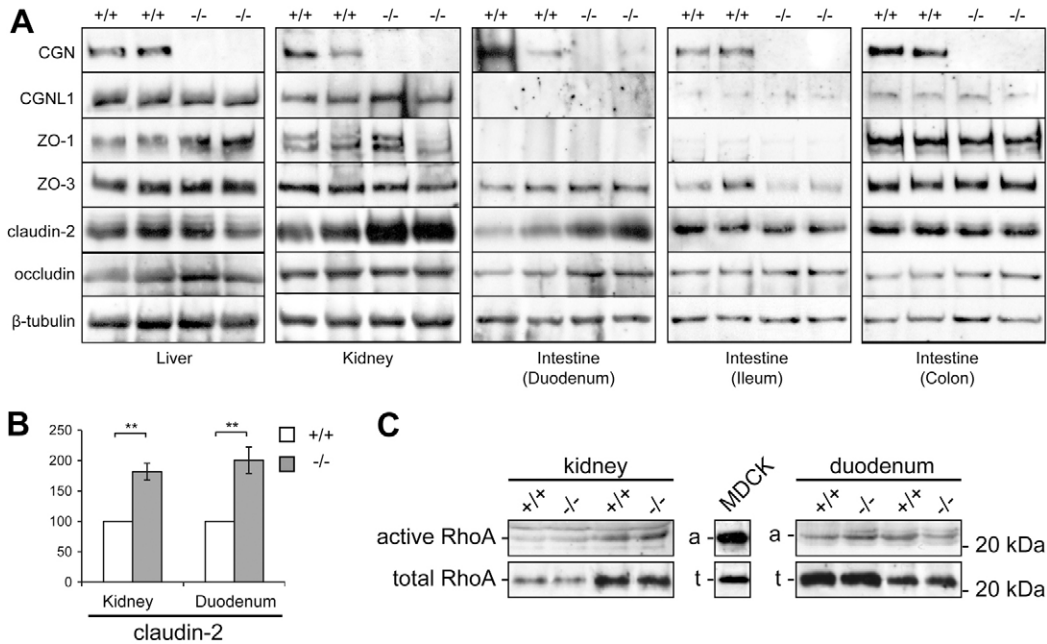 A
+/+ +/+ -/- -/- +/+ +/+ -/- -/- +/+ +/+ -/- -/- +/+ +/+ -/- -/- +/+ +/+ -/- -/-
CGN
CGNL1
ZO-1
ZO-3
claudin-2
occludin
β-tubulin
Liver Kidney Intestine (Duodenum) Intestine (Ileum) Intestine (Colon)
B
250
200
150
100
50
0
** **
+/+
-/-
Kidney Duodenum
claudin-2
C
kidney MDCK duodenum
+/+ -/- +/+ -/- +/+ -/- +/+ -/-
active RhoA a - a - - 20 kDa
total RhoA t - t - - 20 kDa